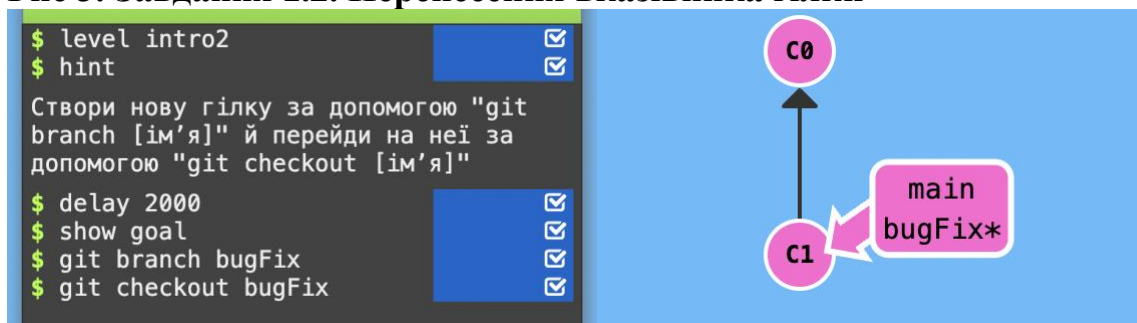 $ level intro2
$ hint
Створи нову гілку за допомогою "git
branch [ім’я]" й перейди на неї за
допомогою "git checkout [ім’я]"
$ delay 2000
$ show goal
$ git branch bugFix
$ git checkout bugFix
C0
main
bugFix*
C1